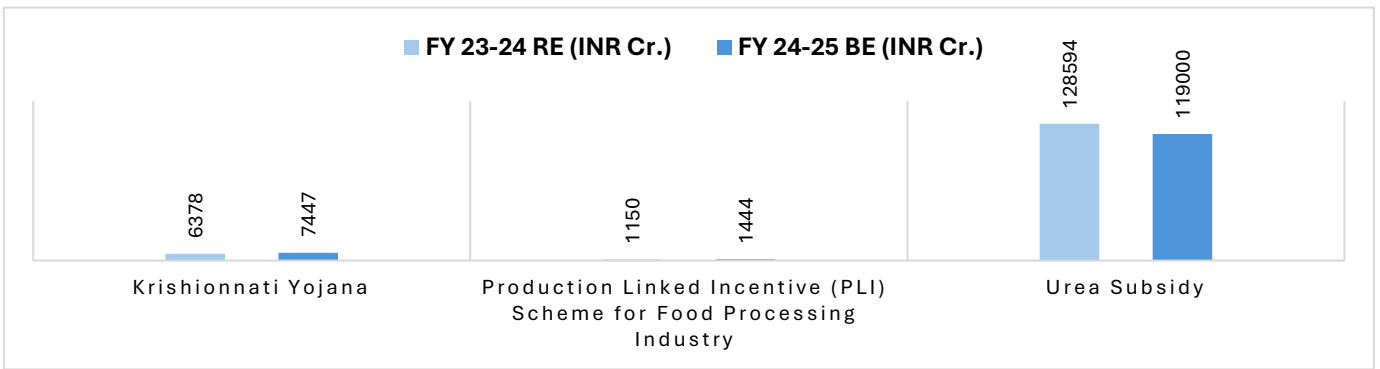 FY 23-24 RE (INR Cr.) FY 24-25 BE (INR Cr.)
6378
7447
1150
1444
128594
119000
Krishionnati Yojana
Production Linked Incentive (PLI)
Scheme for Food Processing
Industry
Urea Subsidy